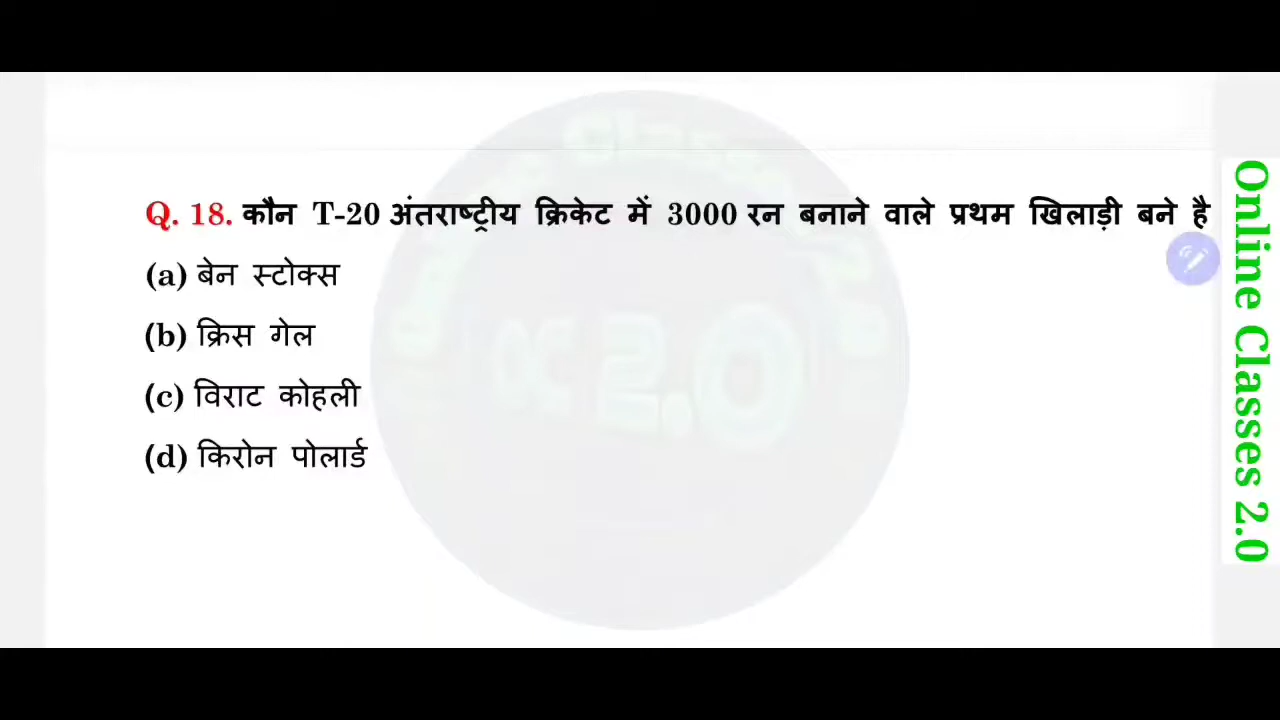 Q. 18. कौन T-20 अंतराष्ट्रीय क्रिकेट में 3000 रन बनाने वाले प्रथम खिलाड़ी बने है
(a) बेन स्टोक्स
(b) क्रिस गेल
(c) विराट कोहली
(d) किरोन पोलार्ड
Online Classes 2.0